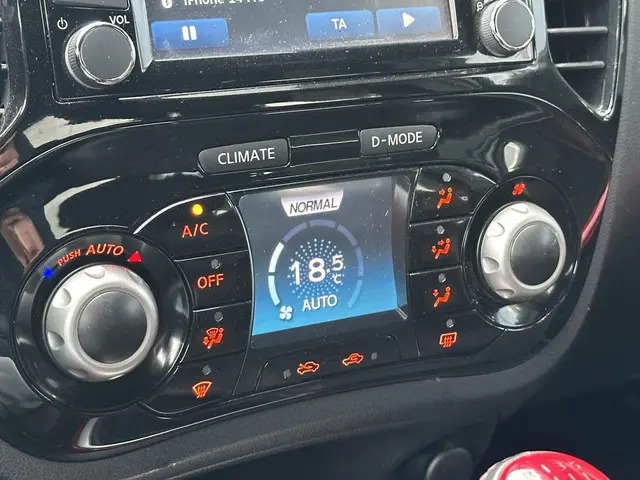 VOL
TA
CLIMATE
D-MODE
NORMAL
A/C
PUSH AUTO
OFF
18.5
°C
AUTO